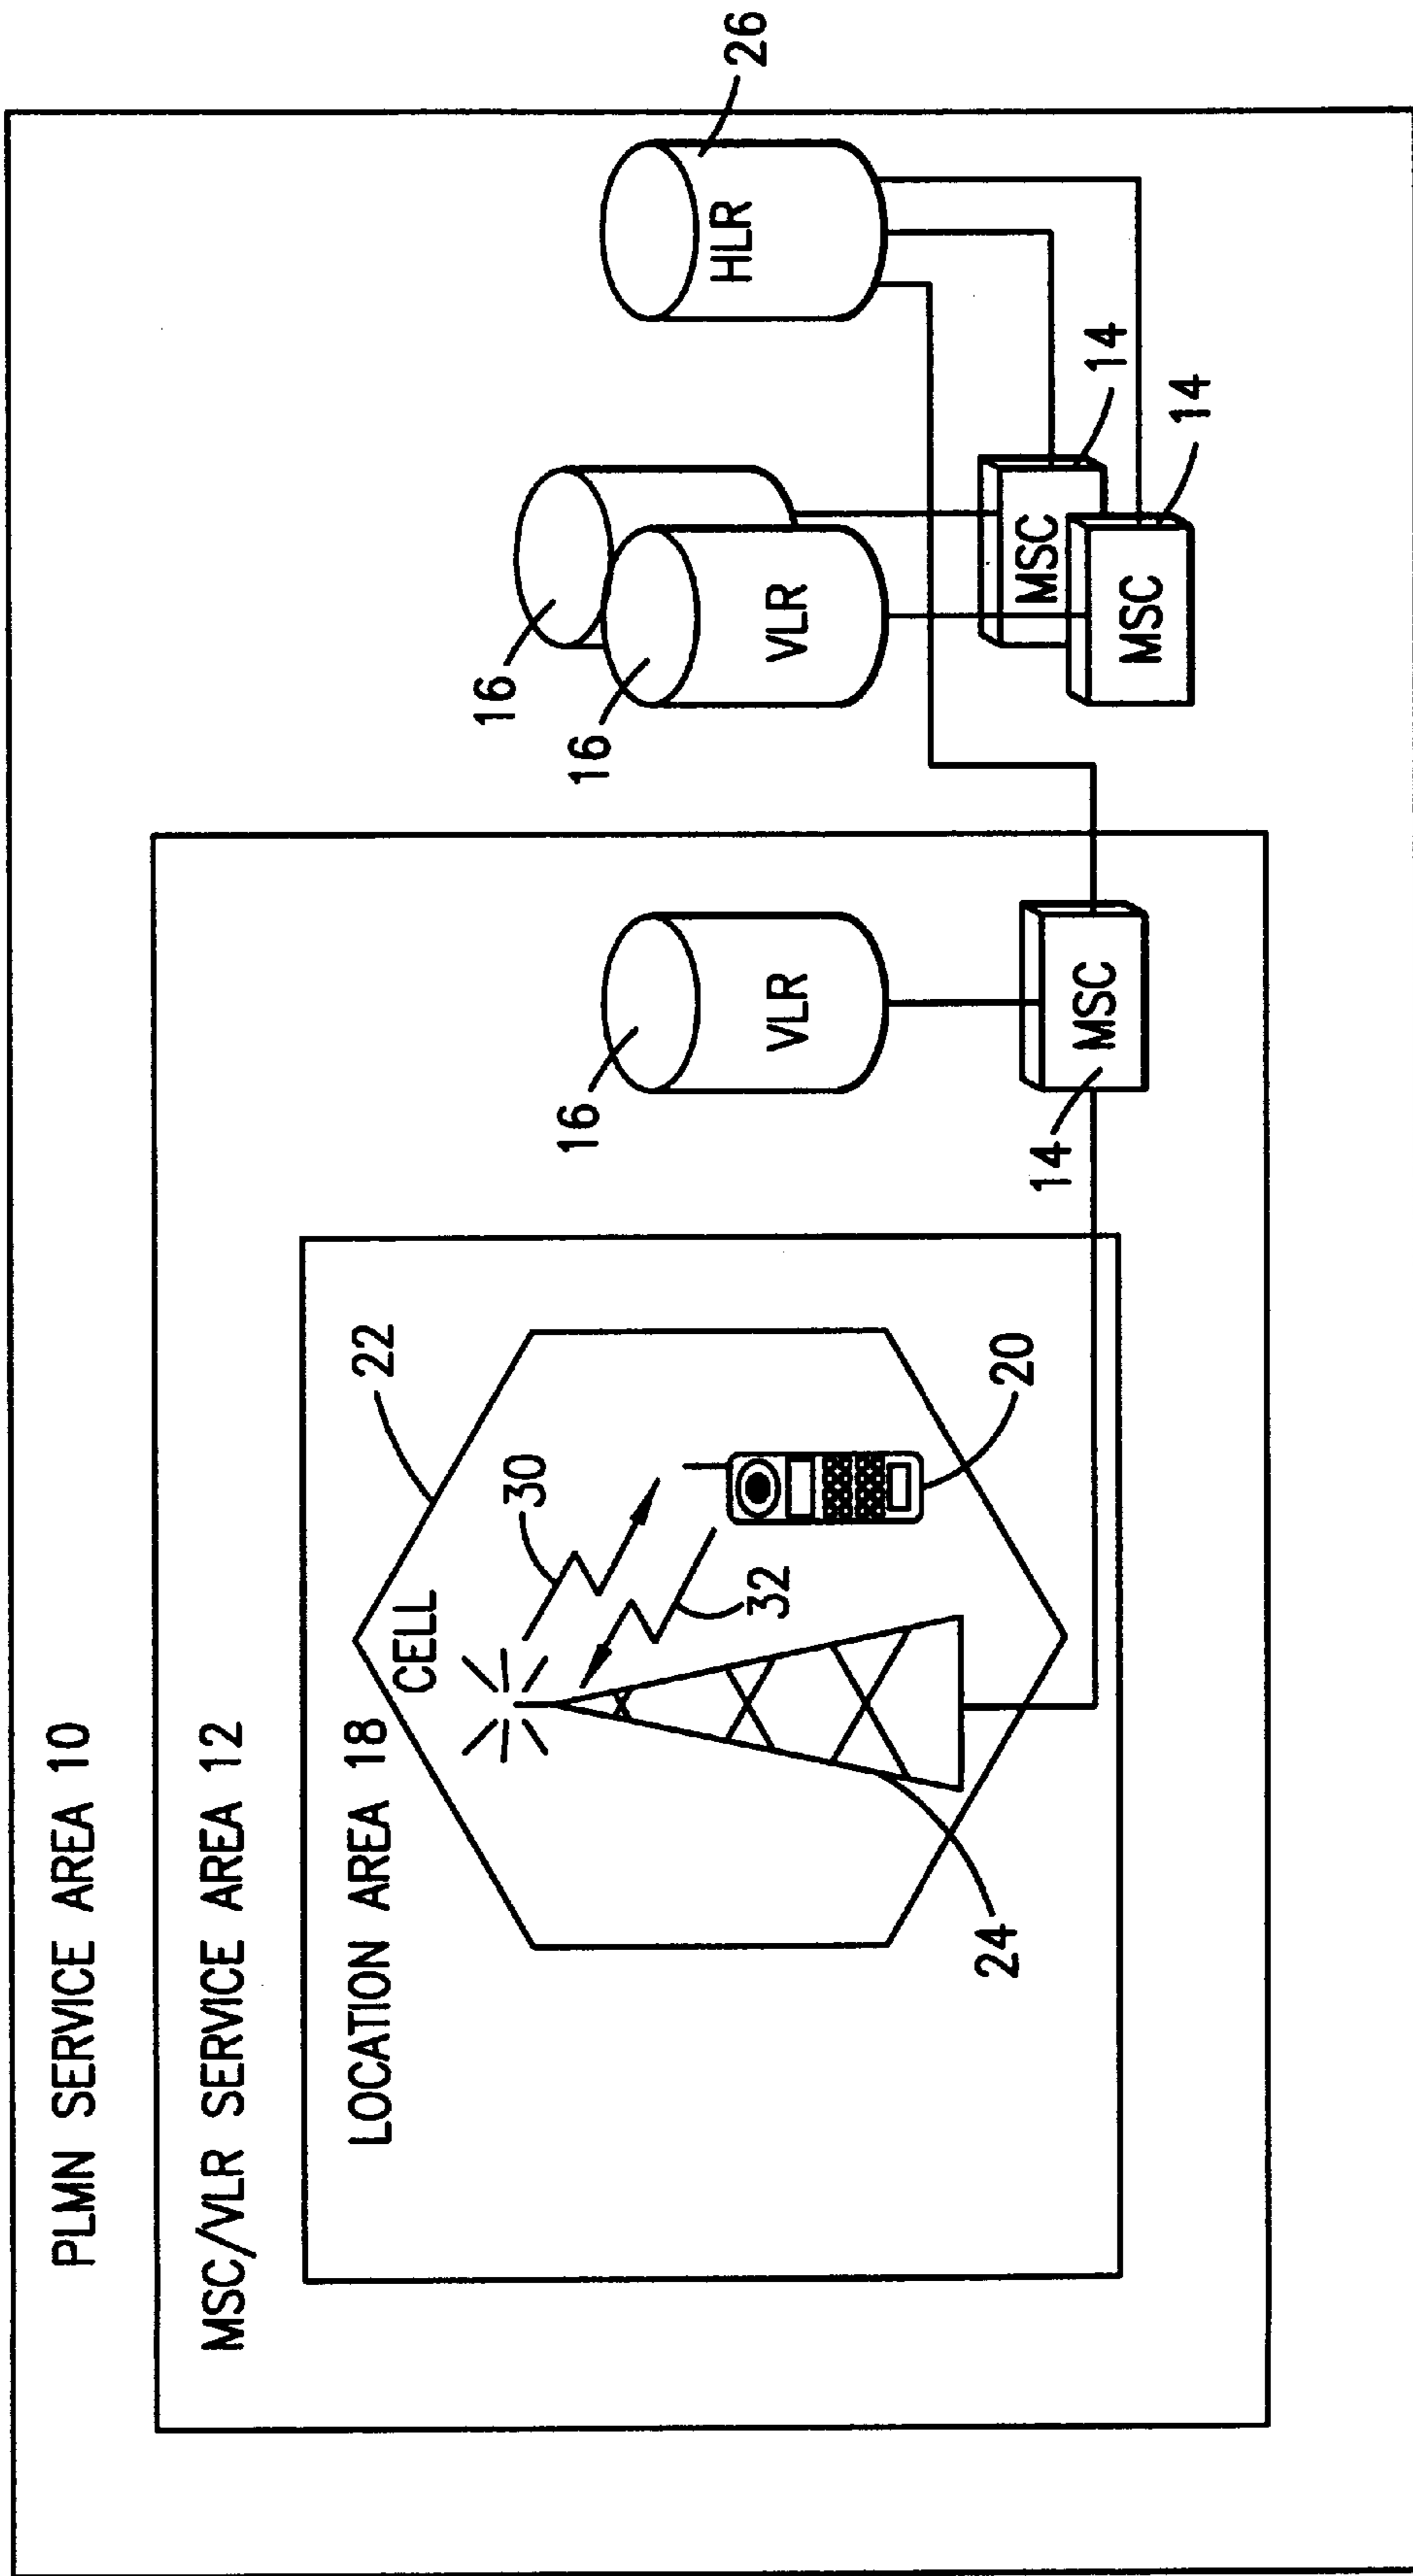 PLMN SERVICE AREA 10
MSC/VLR SERVICE AREA 12
LOCATION AREA 18
CELL
22
30
32
20
24
16
VLR
14
MSC
16
16
VLR
MSC
14
MSC
14
HLR
26